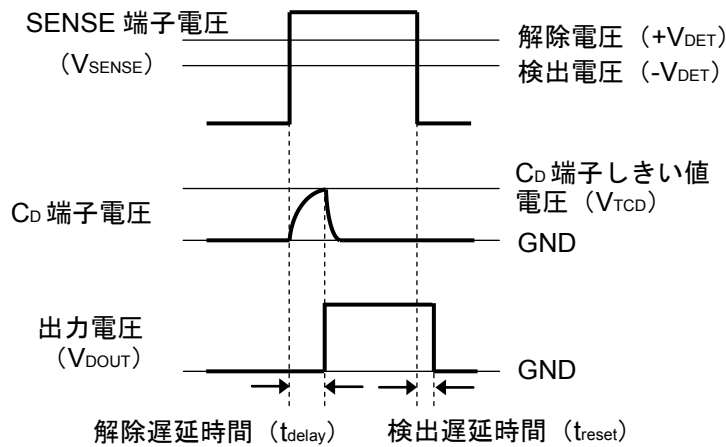 SENSE 端子電圧
(VSENSE)
解除電圧 (+VDET)
検出電圧 (-VDET)
CD 端子電圧
CD 端子しきい値
電圧 (VTCD)
GND
出力電圧
(VDOUT)
GND
解除遅延時間 (tdelay)
検出遅延時間 (treset)